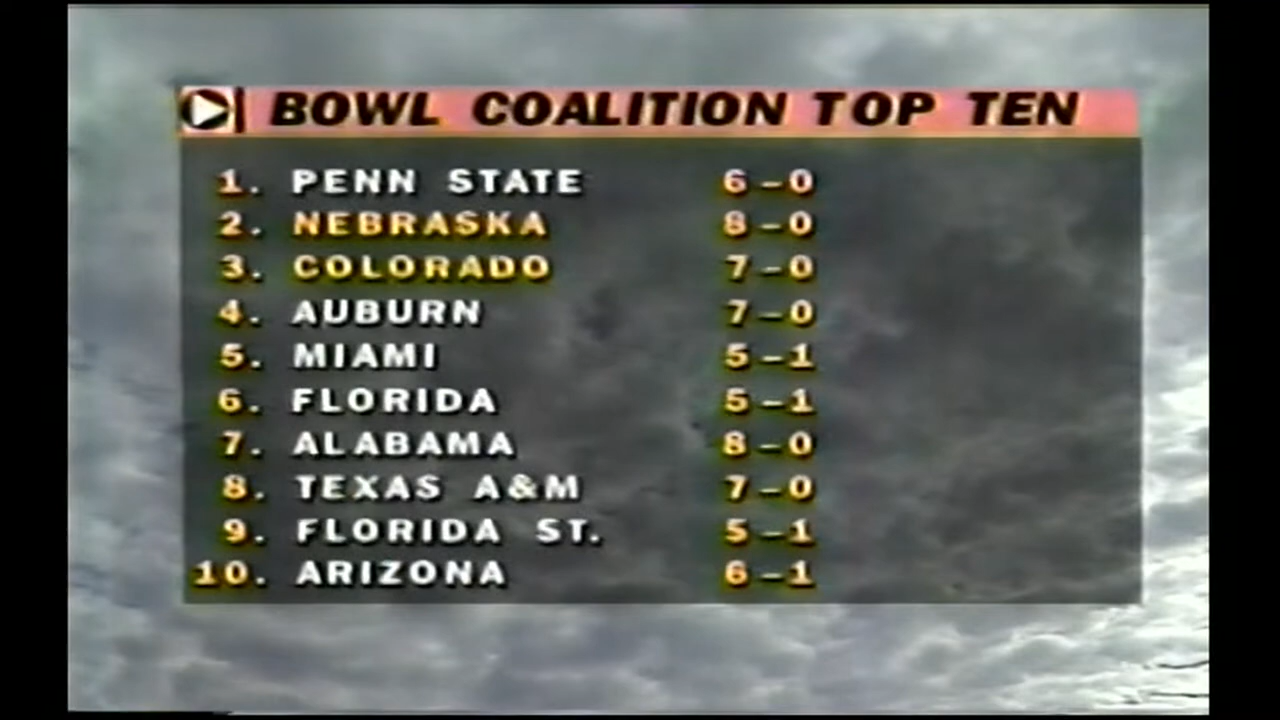 BOWL COALITION TOP TEN
1. PENN STATE 6-0
2. NEBRASKA 8-0
3. COLORADO 7-0
4. AUBURN 7-0
5. MIAMI 5-1
6. FLORIDA 5-1
7. ALABAMA 8-0
8. TEXAS A&M 7-0
9. FLORIDA ST. 5-1
10. ARIZONA 6-1